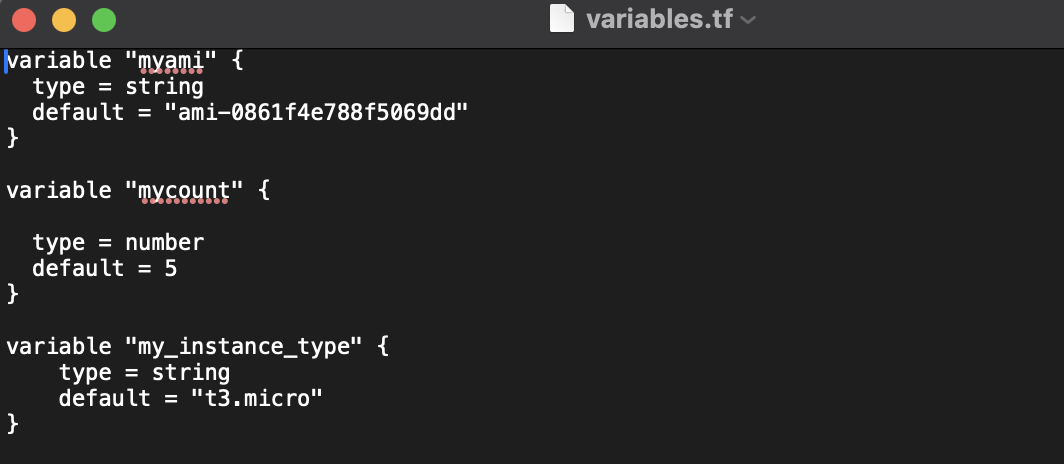 variables.tf
variable "myami" {
  type = string
  default = "ami-0861f4e788f5069dd"
}

variable "mycount" {

  type = number
  default = 5
}

variable "my_instance_type" {
    type = string
    default = "t3.micro"
}